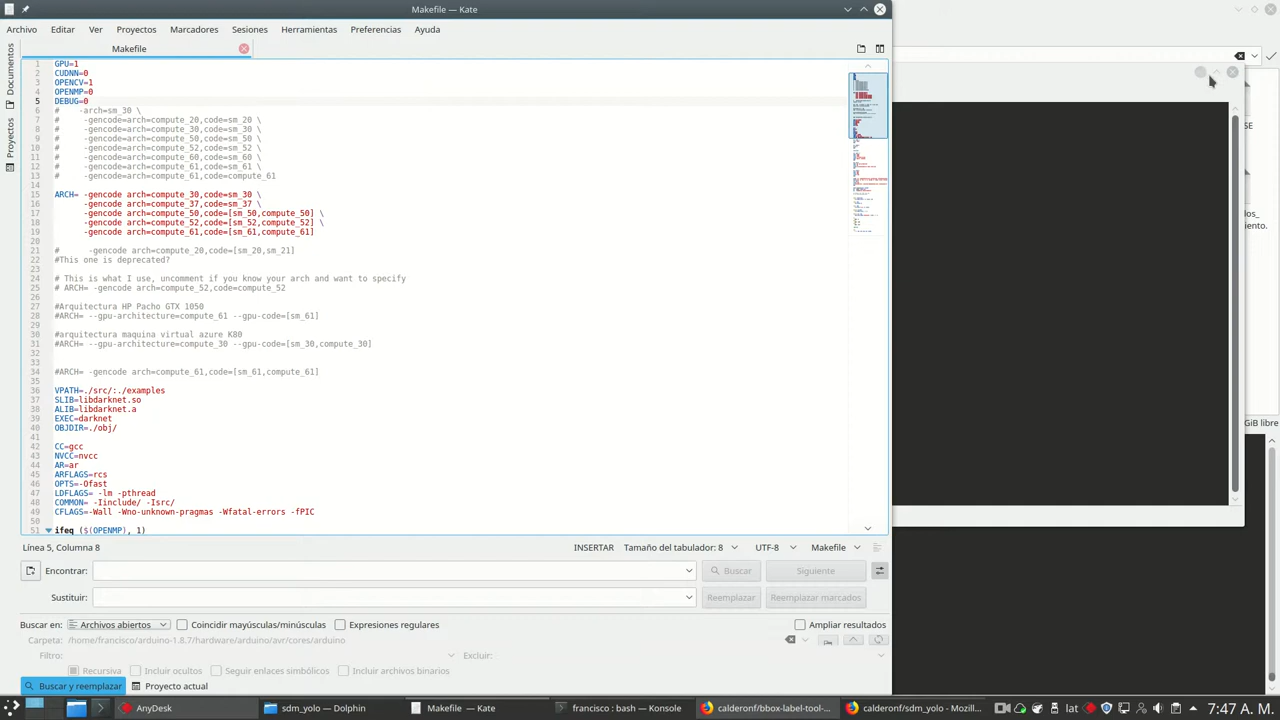 Makefile — Kate
Archivo Editar Ver Proyectos Marcadores Sesiones Herramientas Preferencias Ayuda
Makefile
Documentos
Proyectos
1 GPU=1
2 CUDNN=0
3 OPENCV=1
4 OPENMP=0
5 DEBUG=0
6 # -arch=sm_30 \
7 # -gencode=arch=compute_20,code=sm_20 \
8 # -gencode=arch=compute_30,code=sm_30 \
9 # -gencode=arch=compute_50,code=sm_50 \
10 # -gencode=arch=compute_52,code=sm_52 \
11 # -gencode=arch=compute_60,code=sm_60 \
12 # -gencode=arch=compute_61,code=sm_61 \
13 # -gencode=arch=compute_61,code=compute_61
14
15 ARCH= -gencode arch=compute_30,code=sm_30 \
16 -gencode arch=compute_37,code=sm_37 \
17 -gencode arch=compute_50,code=[sm_50,compute_50] \
18 -gencode arch=compute_52,code=[sm_52,compute_52] \
19 -gencode arch=compute_61,code=[sm_61,compute_61]
20
21 # -gencode arch=compute_20,code=[sm_20,sm_21]
22 #This one is deprecated?
23
24 # This is what I use, uncomment if you know your arch and want to specify
25 # ARCH= -gencode arch=compute_52,code=compute_52
26
27 #Arquitectura HP Pacho GTX 1050
28 #ARCH= --gpu-architecture=compute_61 --gpu-code=[sm_61]
29
30 #arquitectura maquina virtual azure K80
31 #ARCH= --gpu-architecture=compute_30 --gpu-code=[sm_30,compute_30]
32
33
34 #ARCH= -gencode arch=compute_61,code=[sm_61,compute_61]
35
36 VPATH=./src/:./examples
37 SLIB=libdarknet.so
38 ALIB=libdarknet.a
39 EXEC=darknet
40 OBJDIR=./obj/
41
42 CC=gcc
43 NVCC=nvcc
44 AR=ar
45 ARFLAGS=rcs
46 OPTS=-Ofast
47 LDFLAGS= -lm -pthread
48 COMMON= -Iinclude/ -Isrc/
49 CFLAGS=-Wall -Wno-unknown-pragmas -Wfatal-errors -fPIC
50
51 ifeq ($(OPENMP), 1)
Línea 5, Columna 8 INSERTAR Tamaño del tabulador: 8 UTF-8 Makefile
Encontrar: Buscar Siguiente
Sustituir: Reemplazar Reemplazar marcados
Buscar en: Archivos abiertos Coincidir mayúsculas/minúsculas Expresiones regulares Ampliar resultados
Carpeta: /home/francisco/arduino-1.8.7/hardware/arduino/avr/cores/arduino
Filtro: Excluir:
Recursiva Incluir ocultos Seguir enlaces simbólicos Incluir archivos binarios
Buscar y reemplazar Proyecto actual
SE
los_
iento.
GiB libre
AnyDesk sdm_yolo — Dolphin Makefile — Kate francisco : bash — Konsole calderonf/bbox-label-tool-... calderonf/sdm_yolo - Mozill... lat 7:47 A. M.